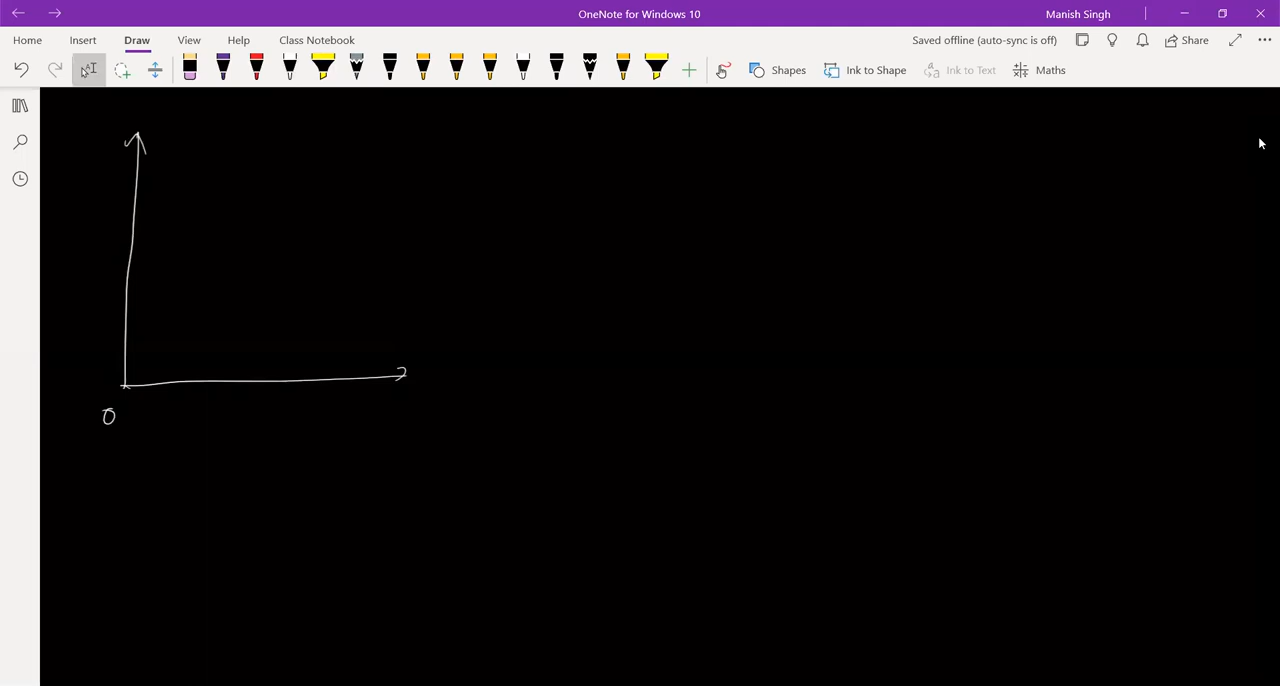 OneNote for Windows 10
Manish Singh
Home Insert Draw View Help Class Notebook
Saved offline (auto-sync is off) Share
Shapes Ink to Shape Ink to Text Maths
0